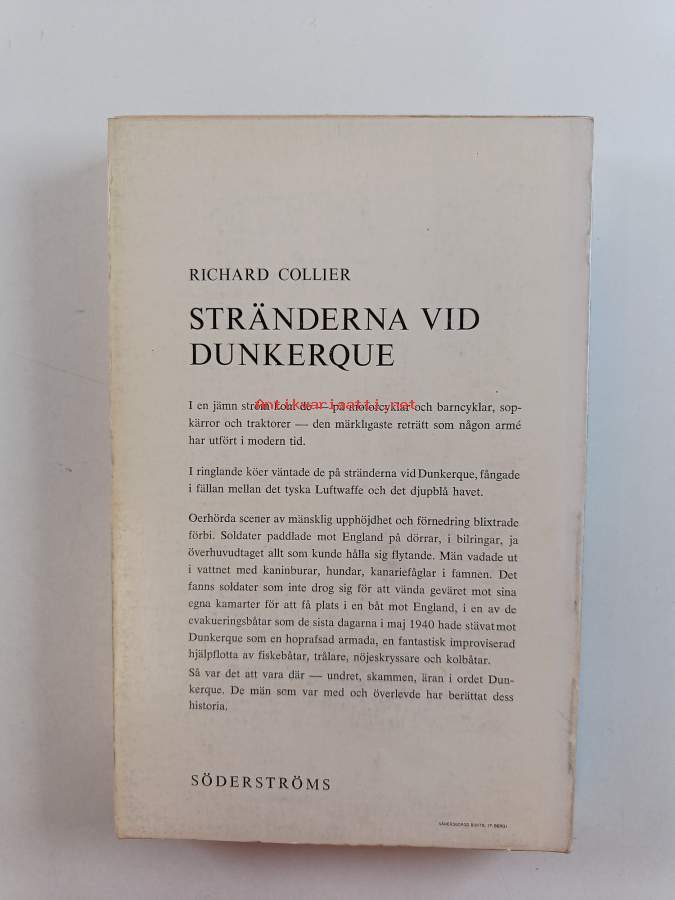 RICHARD COLLIER
STRÄNDERNA VID
DUNKERQUE
I en jämn ström kom de — på motorcyklar och barncyklar, sop-
kärror och traktorer — den märkligaste reträtt som någon armé
har utfört i modern tid.
Antikvariaatti.net
I ringlande köer väntade de på stränderna vid Dunkerque, fångade
i fällan mellan det tyska Luftwaffe och det djupblå havet.
Oerhörda scener av mänsklig upphöjdhet och förnedring blixtrade
förbi. Soldater paddlade mot England på dörrar, i bilringar, ja
överhuvudtaget allt som kunde hålla sig flytande. Män vadade ut
i vattnet med kaninburar, hundar, kanariefåglar i famnen. Det
fanns soldater som inte drog sig för att vända geväret mot sina
egna kamarter för att få plats i en båt mot England, i en av de
evakueringsbåtar som de sista dagarna i maj 1940 hade stävat mot
Dunkerque som en hoprafsad armada, en fantastisk improviserad
hjälpflotta av fiskebåtar, trålare, nöjeskryssare och kolbåtar.
Så var det att vara där — undret, skammen, äran i ordet Dun-
kerque. De män som var med och överlevde har berättat dess
historia.
SÖDERSTRÖMS